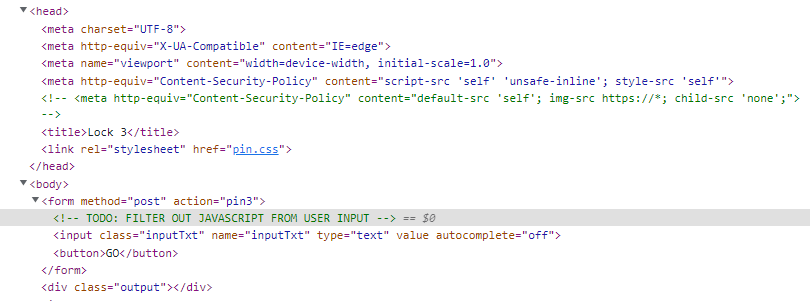 <head>
<meta charset="UTF-8">
<meta http-equiv="X-UA-Compatible" content="IE=edge">
<meta name="viewport" content="width=device-width, initial-scale=1.0">
<meta http-equiv="Content-Security-Policy" content="script-src 'self' 'unsafe-inline'; style-src 'self'">
<!-- <meta http-equiv="Content-Security-Policy" content="default-src 'self'; img-src https://*; child-src 'none';">
-->
<title>Lock 3</title>
<link rel="stylesheet" href="pin.css">
</head>
<body>
<form method="post" action="pin3">
<!-- TODO: FILTER OUT JAVASCRIPT FROM USER INPUT --> == $0
<input class="inputTxt" name="inputTxt" type="text" value autocomplete="off">
<button>GO</button>
</form>
<div class="output"></div>